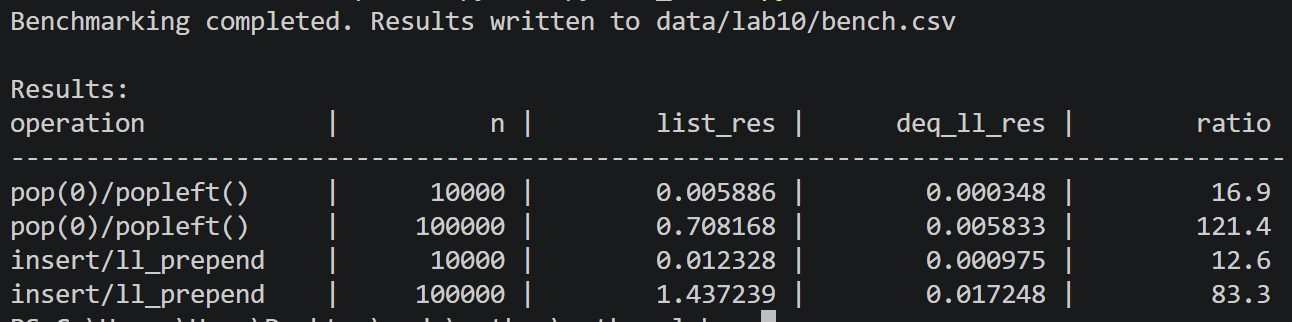 Benchmarking completed. Results written to data/lab10/bench.csv
Results:
operation | n | list_res | deq_ll_res | ratio
--------------------------------------------------------------------------------------
pop(0)/popleft() | 10000 | 0.005886 | 0.000348 | 16.9
pop(0)/popleft() | 100000 | 0.708168 | 0.005833 | 121.4
insert/ll_prepend | 10000 | 0.012328 | 0.000975 | 12.6
insert/ll_prepend | 100000 | 1.437239 | 0.017248 | 83.3